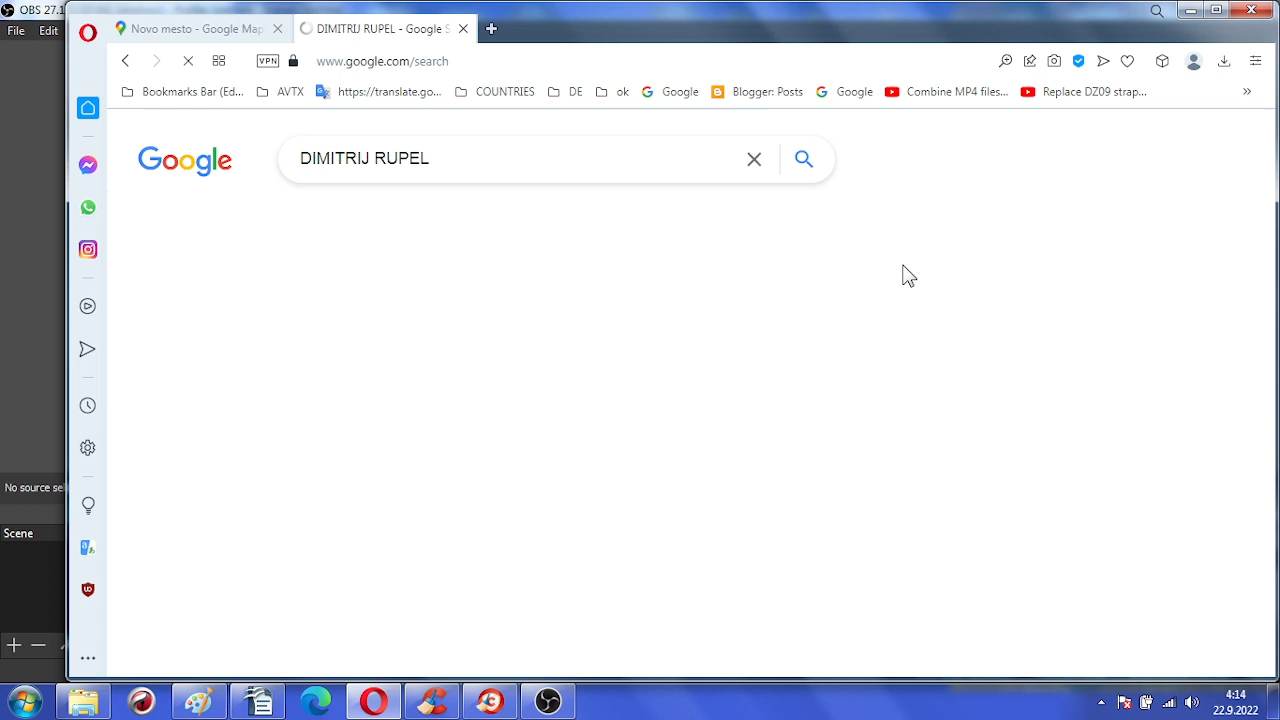 OBS 27.1
File Edit
Novo mesto - Google Map
DIMITRIJ RUPEL - Google S
VPN
www.google.com/search
Bookmarks Bar (Ed...
AVTX
https://translate.go...
COUNTRIES
DE
ok
Google
Blogger: Posts
Google
Combine MP4 files...
Replace DZ09 strap...
»
Google
DIMITRIJ RUPEL
No source sel
Scene
4:14
22.9.2022